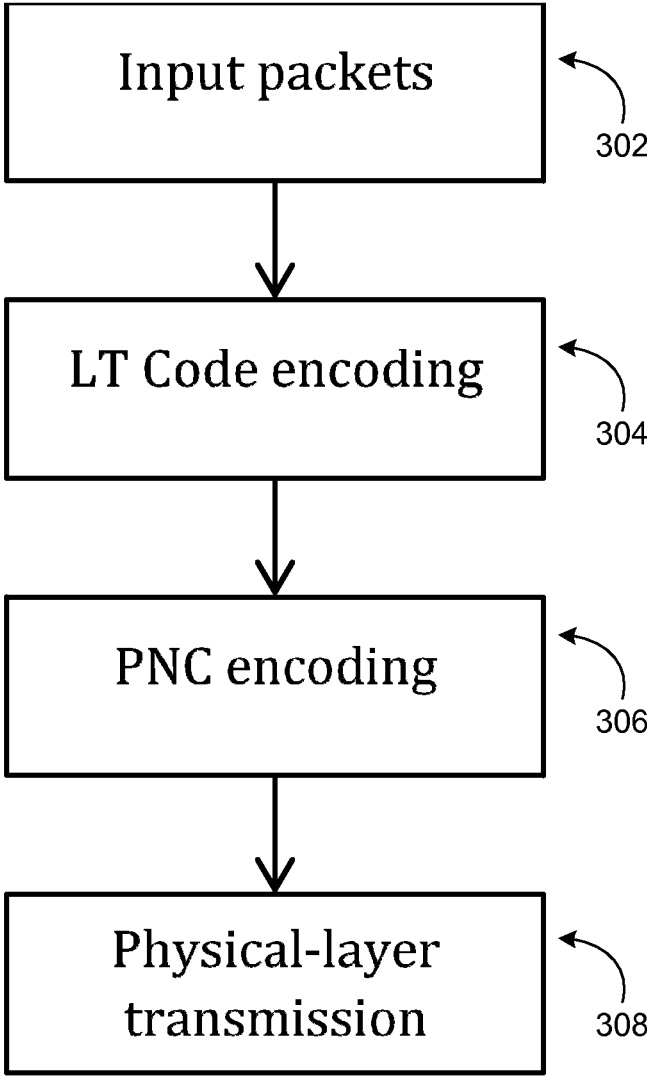 Input packets
302
LT Code encoding
304
PNC encoding
306
Physical-layer
transmission
308